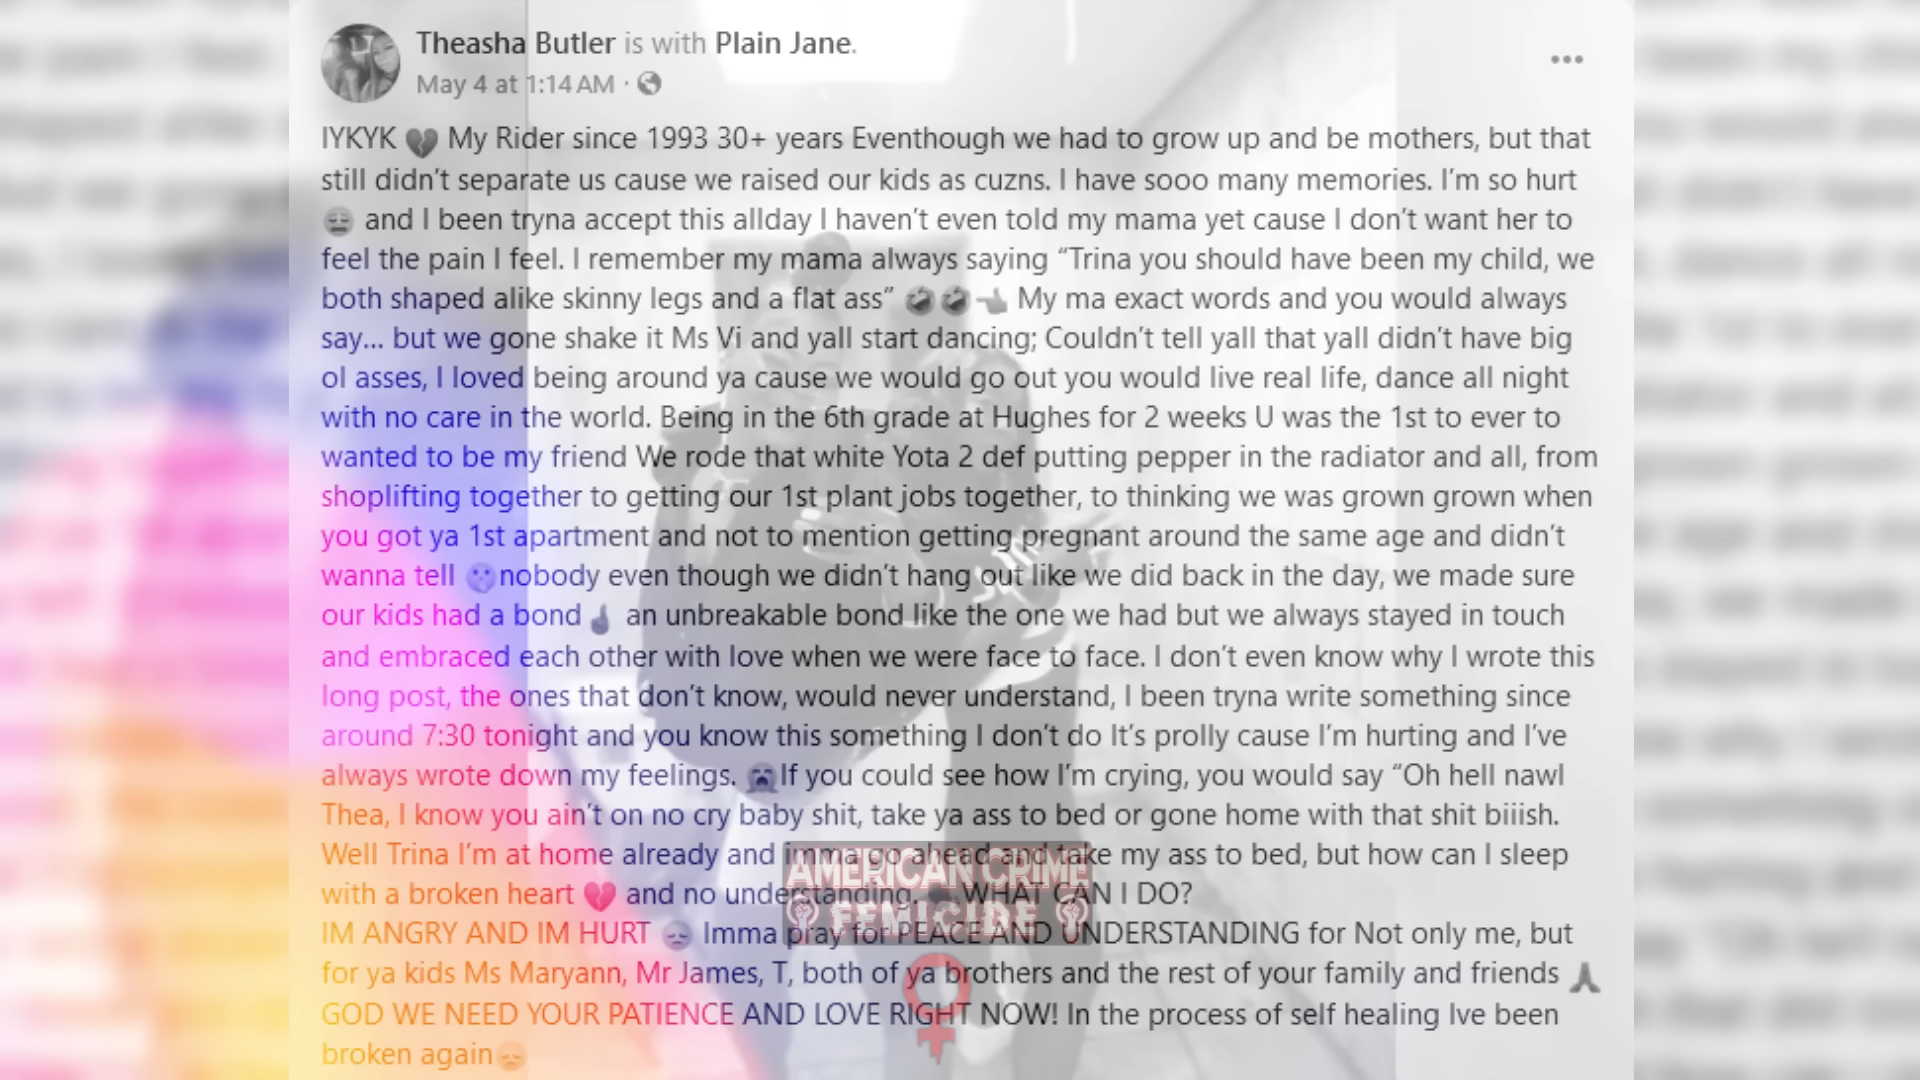 Theasha Butler is with Plain Jane.
May 4 at 1:14 AM ·
IYKYK 💔 My Rider since 1993 30+ years Eventhough we had to grow up and be mothers, but that
still didn't separate us cause we raised our kids as cuzns. I have sooo many memories. I'm so hurt
and I been tryna accept this allday I haven't even told my mama yet cause I don't want her to
feel the pain I feel. I remember my mama always saying “Trina you should have been my child, we
both shaped alike skinny legs and a flat ass” 🤣🤣👈 My ma exact words and you would always
say... but we gone shake it Ms Vi and yall start dancing; Couldn't tell yall that yall didn't have big
ol asses, I loved being around ya cause we would go out you would live real life, dance all night
with no care in the world. Being in the 6th grade at Hughes for 2 weeks U was the 1st to ever to
wanted to be my friend We rode that white Yota 2 def putting pepper in the radiator and all, from
shoplifting together to getting our 1st plant jobs together, to thinking we was grown grown when
you got ya 1st apartment and not to mention getting pregnant around the same age and didn't
wanna tell 🤫nobody even though we didn't hang out like we did back in the day, we made sure
our kids had a bond🤞 an unbreakable bond like the one we had but we always stayed in touch
and embraced each other with love when we were face to face. I don't even know why I wrote this
long post, the ones that don't know, would never understand, I been tryna write something since
around 7:30 tonight and you know this something I don't do It's prolly cause I'm hurting and I've
always wrote down my feelings. 😭If you could see how I'm crying, you would say “Oh hell nawl
Thea, I know you ain't on no cry baby shit, take ya ass to bed or gone home with that shit biiish.
Well Trina I'm at home already and imma go ahead and take my ass to bed, but how can I sleep
with a broken heart 💔 and no understanding. WHAT CAN I DO?
IM ANGRY AND IM HURT 😞 Imma pray for PEACE AND UNDERSTANDING for Not only me, but
for ya kids Ms Maryann, Mr James, T, both of ya brothers and the rest of your family and friends 🙏
GOD WE NEED YOUR PATIENCE AND LOVE RIGHT NOW! In the process of self healing Ive been
broken again😞
AMERICAN CRIME
FEMICIDE